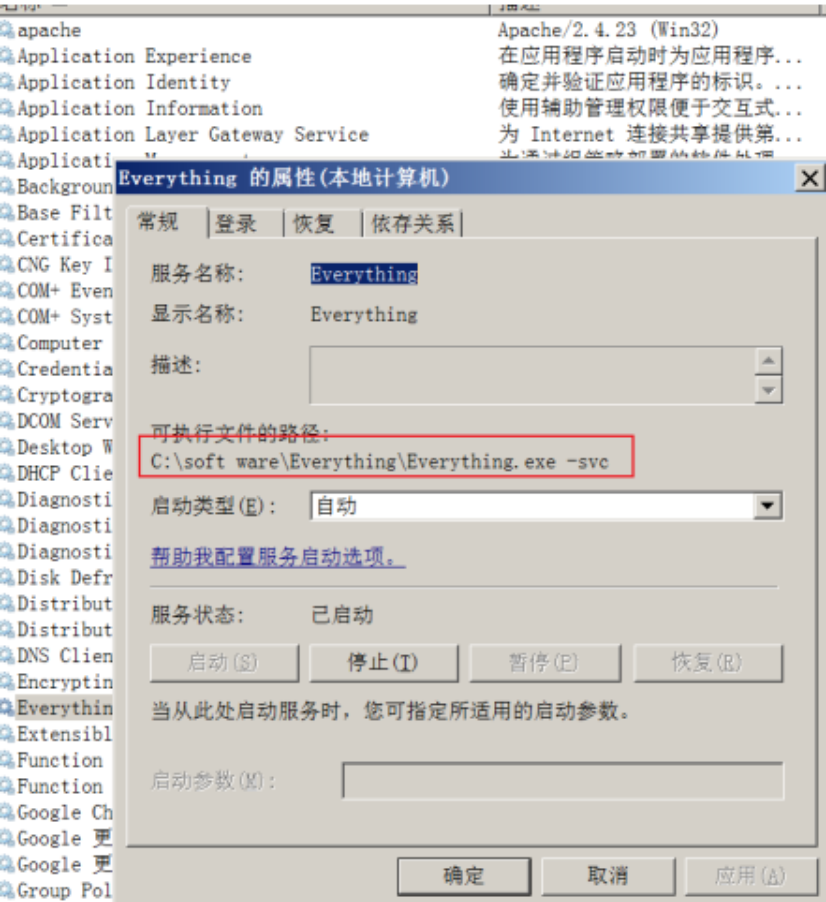 名称 描述
apache Apache/2.4.23 (Win32)
Application Experience 在应用程序启动时为应用程序...
Application Identity 确定并验证应用程序的标识。...
Application Information 使用辅助管理权限便于交互式...
Application Layer Gateway Service 为 Internet 连接共享提供第...
Applicati
Backgroun
Everything 的属性(本地计算机)
Base Filt
常规 登录 恢复 依存关系
Certifica
CNG Key I
服务名称: Everything
COM+ Even
COM+ Syst
显示名称: Everything
Computer
Credentia
描述:
Cryptogra
DCOM Serv
可执行文件的路径:
Desktop W
C:\soft ware\Everything\Everything.exe -svc
DHCP Clie
Diagnosti
启动类型(E): 自动
Diagnosti
Diagnosti
帮助我配置服务启动选项。
Disk Defr
Distribut
服务状态: 已启动
Distribut
DNS Clien
启动(S) 停止(T) 暂停(P) 恢复(R)
Encryptin
Everythin
当从此处启动服务时，您可指定所适用的启动参数。
Extensibl
Function
Function
启动参数(M):
Google Ch
Google 更
Google 更
确定 取消 应用(A)
Group Pol